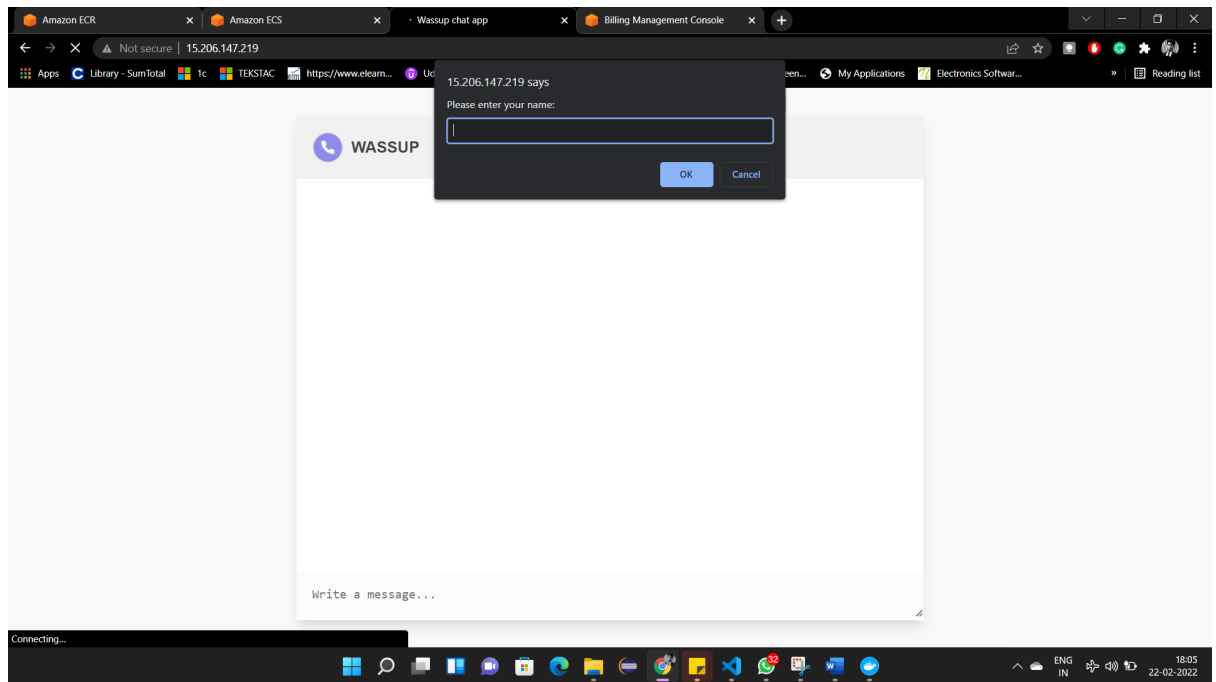 Amazon ECR
Amazon ECS
· Wassup chat app
Billing Management Console
Not secure | 15.206.147.219
Apps
Library - SumTotal
1c
TEKSTAC
https://www.elearn...
Ud
een...
My Applications
Electronics Softwar...
»
Reading list
15.206.147.219 says
Please enter your name:
OK
Cancel
WASSUP
Write a message...
Connecting...
32
ENG
IN
18:05
22-02-2022